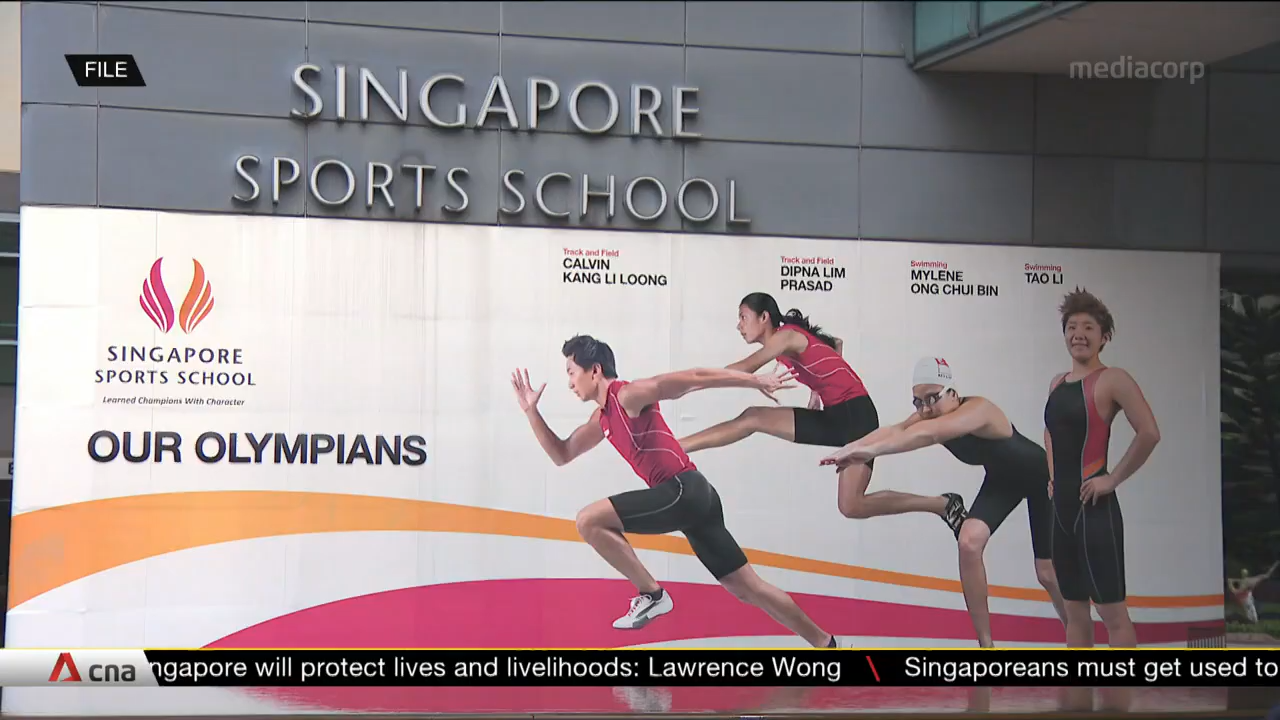 FILE
mediacorp
SINGAPORE
SPORTS SCHOOL
Track and Field
CALVIN
KANG LI LOONG
Track and Field
DIPNA LIM
PRASAD
Swimming
MYLENE
ONG CHUI BIN
Swimming
TAO LI
SINGAPORE
SPORTS SCHOOL
Learned Champions With Character
OUR OLYMPIANS
cna
ngapore will protect lives and livelihoods: Lawrence Wong \ Singaporeans must get used to